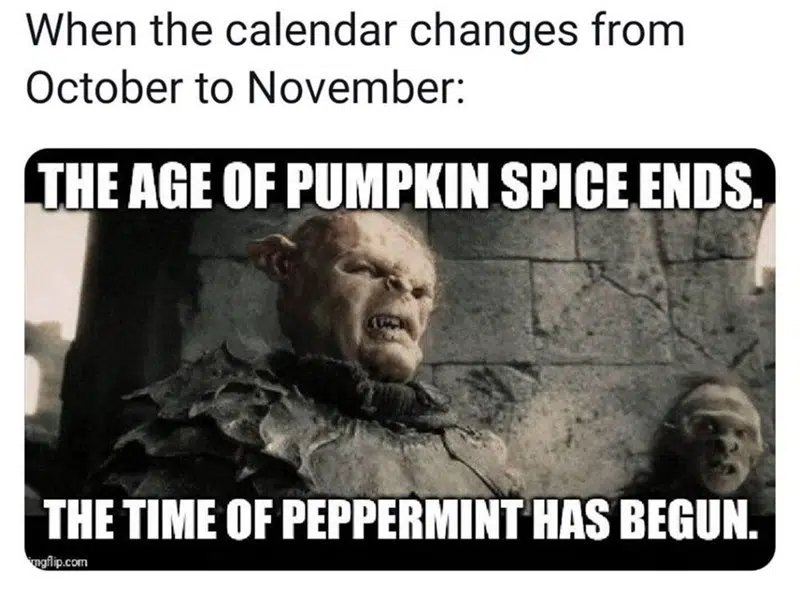 When the calendar changes from
October to November:
THE AGE OF PUMPKIN SPICE ENDS.
THE TIME OF PEPPERMINT HAS BEGUN.
imgflip.com